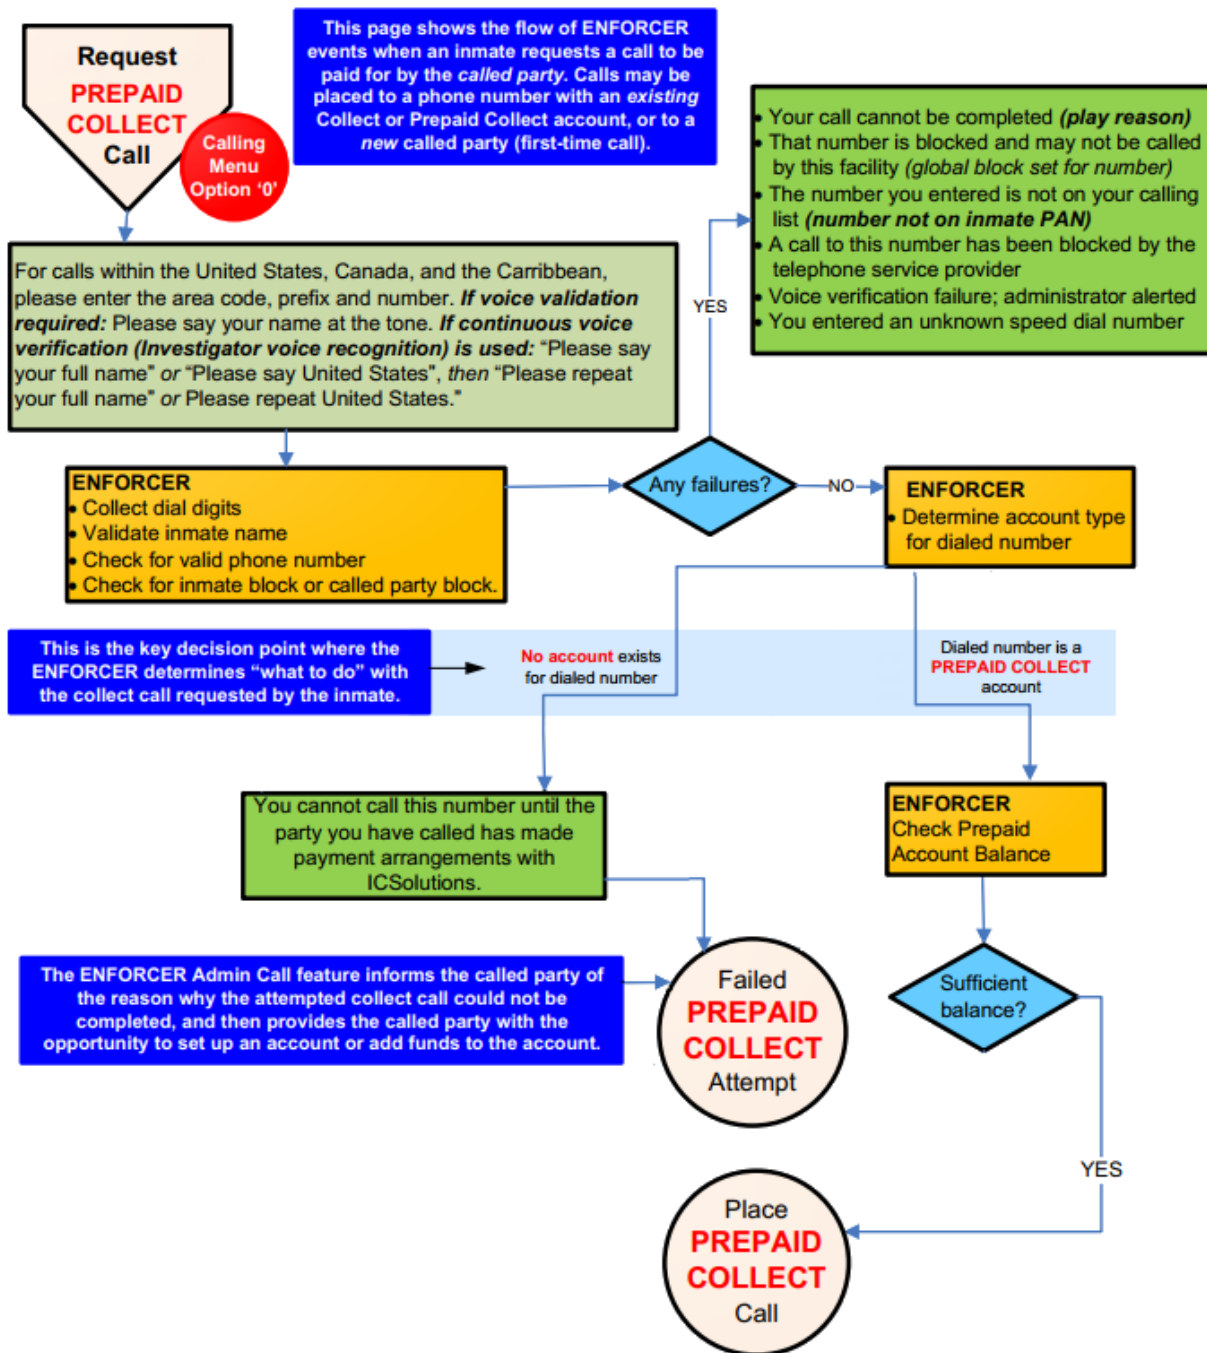 Request
PREPAID
COLLECT
Call
Calling
Menu
Option ‘0’
This page shows the flow of ENFORCER
events when an inmate requests a call to be
paid for by the called party. Calls may be
placed to a phone number with an existing
Collect or Prepaid Collect account, or to a
new called party (first-time call).
• Your call cannot be completed (play reason)
• That number is blocked and may not be called
by this facility (global block set for number)
• The number you entered is not on your calling
list (number not on inmate PAN)
• A call to this number has been blocked by the
telephone service provider
• Voice verification failure; administrator alerted
• You entered an unknown speed dial number
For calls within the United States, Canada, and the Carribbean,
please enter the area code, prefix and number. If voice validation
required: Please say your name at the tone. If continuous voice
verification (Investigator voice recognition) is used: “Please say
your full name” or “Please say United States”, then “Please repeat
your full name” or Please repeat United States.”
YES
ENFORCER
• Collect dial digits
• Validate inmate name
• Check for valid phone number
• Check for inmate block or called party block.
Any failures?
NO
ENFORCER
• Determine account type
for dialed number
This is the key decision point where the
ENFORCER determines “what to do” with
the collect call requested by the inmate.
No account exists
for dialed number
Dialed number is a
PREPAID COLLECT
account
You cannot call this number until the
party you have called has made
payment arrangements with
ICSolutions.
ENFORCER
Check Prepaid
Account Balance
The ENFORCER Admin Call feature informs the called party of
the reason why the attempted collect call could not be
completed, and then provides the called party with the
opportunity to set up an account or add funds to the account.
Failed
PREPAID
COLLECT
Attempt
Sufficient
balance?
YES
Place
PREPAID
COLLECT
Call